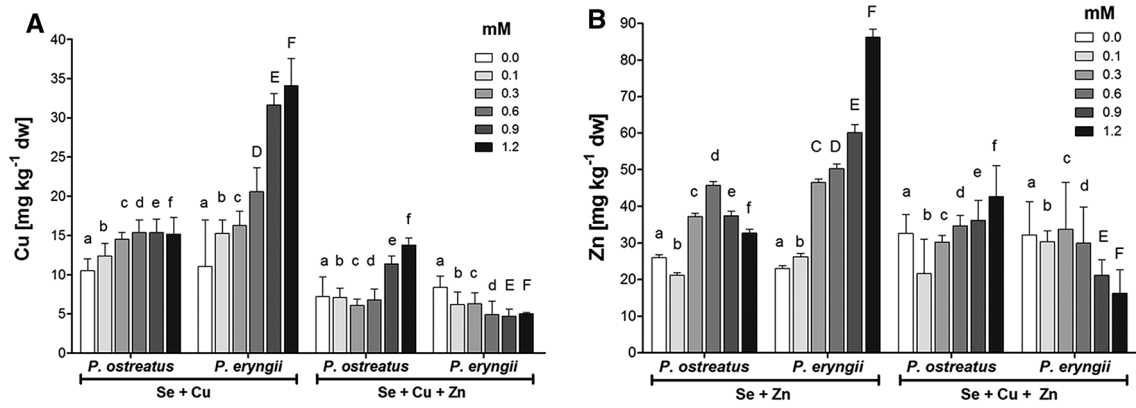 A
B
mM
0.0
0.1
0.3
0.6
0.9
1.2
Cu [mg kg-1 dw]
40
35
30
25
20
15
10
5
0
a b c d e f
a b c D E F
a b c d e f
a b c d E F
P. ostreatus P. eryngii P. ostreatus P. eryngii
Se + Cu Se + Cu + Zn
mM
0.0
0.1
0.3
0.6
0.9
1.2
Zn [mg kg-1 dw]
90
80
70
60
50
40
30
20
10
0
a b c d e f
a b C D E F
a b c d e f
a b c d E F
P. ostreatus P. eryngii P. ostreatus P. eryngii
Se + Zn Se + Cu + Zn